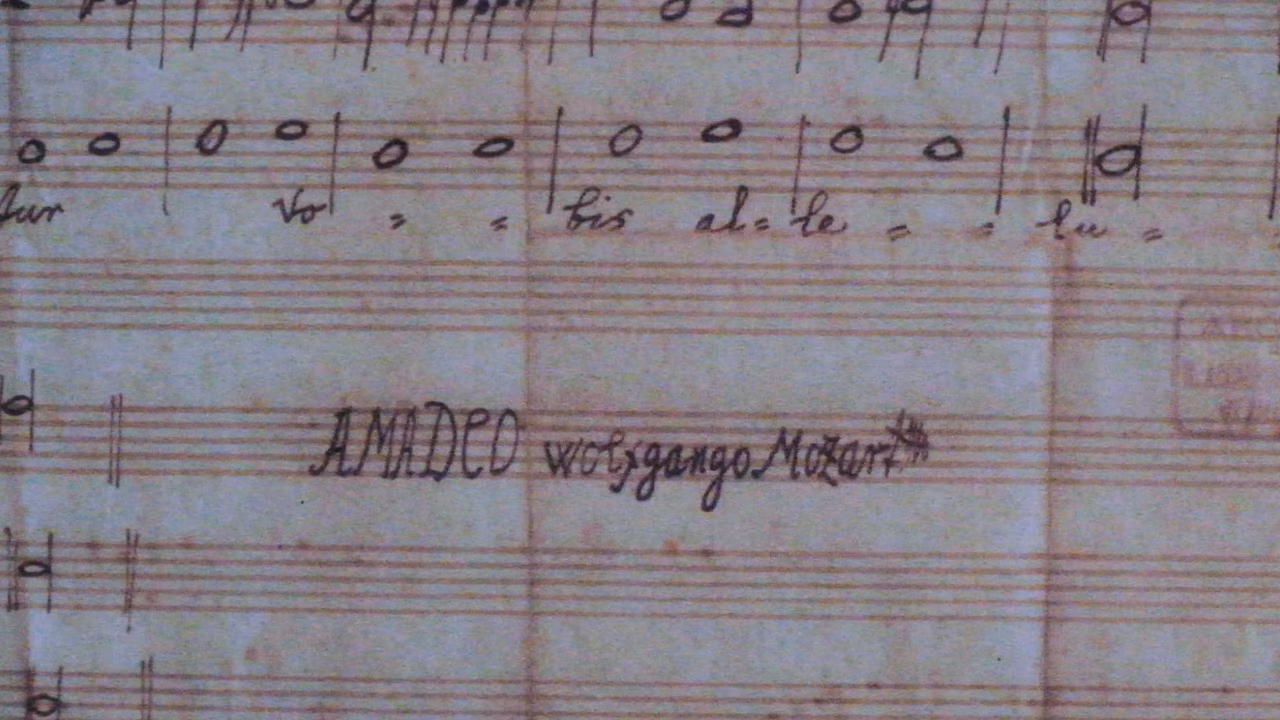 tur vo = = bis al= le = = lu =
AMADEO wolfgango Mozart